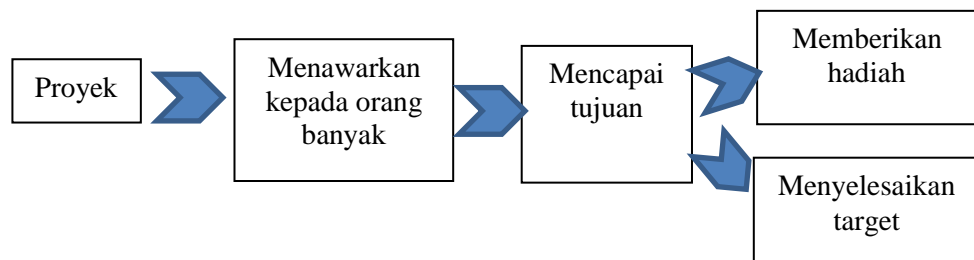 Proyek
Menawarkan
kepada orang
banyak
Mencapai
tujuan
Memberikan
hadiah
Menyelesaikan
target